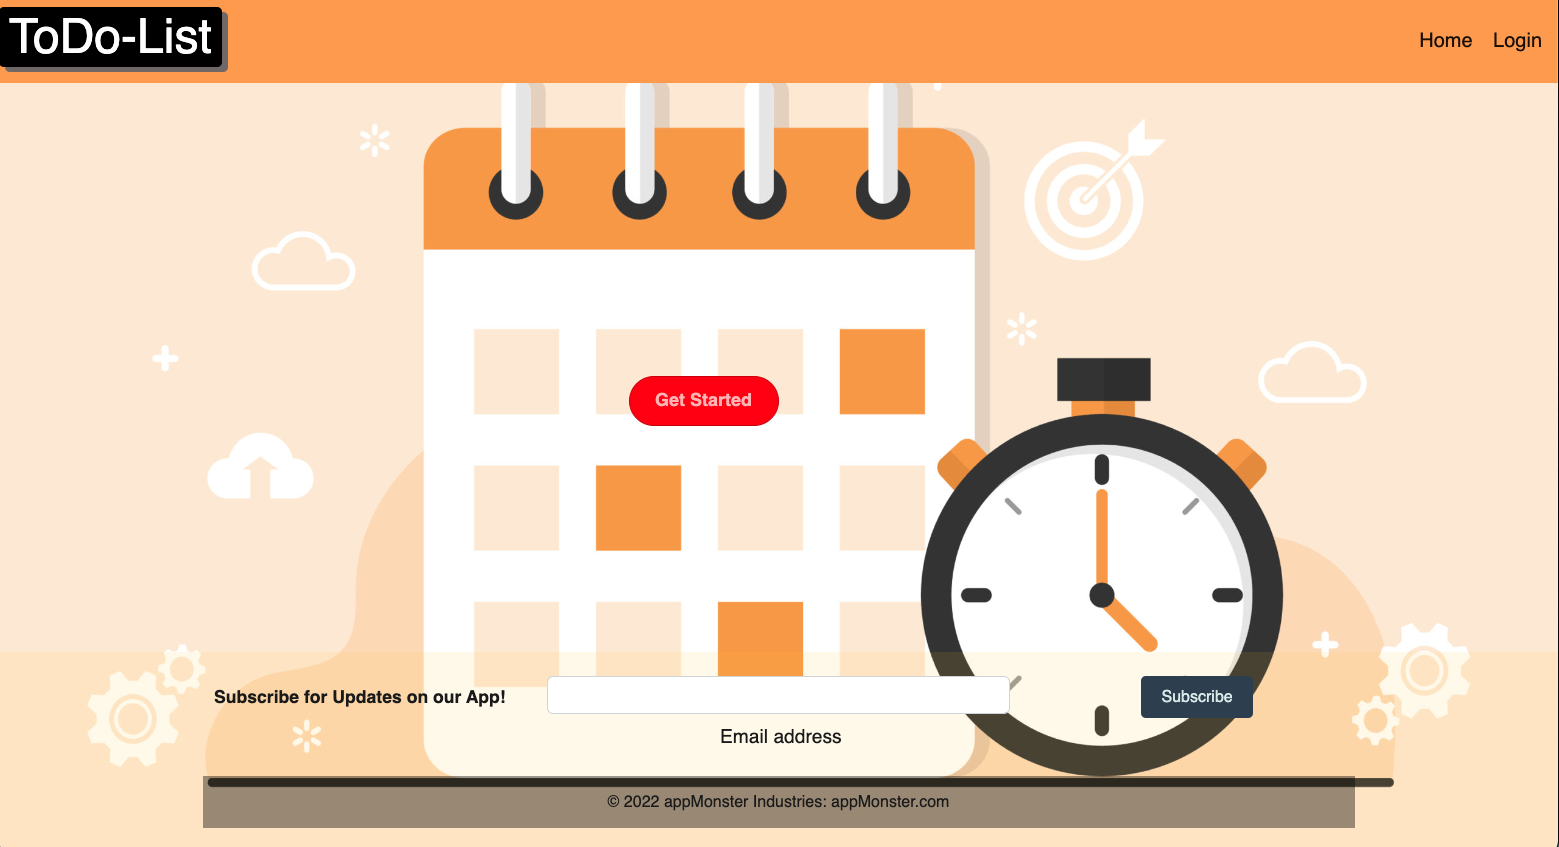 ToDo-List
Home Login
Get Started
Subscribe for Updates on our App!
Subscribe
Email address
© 2022 appMonster Industries: appMonster.com